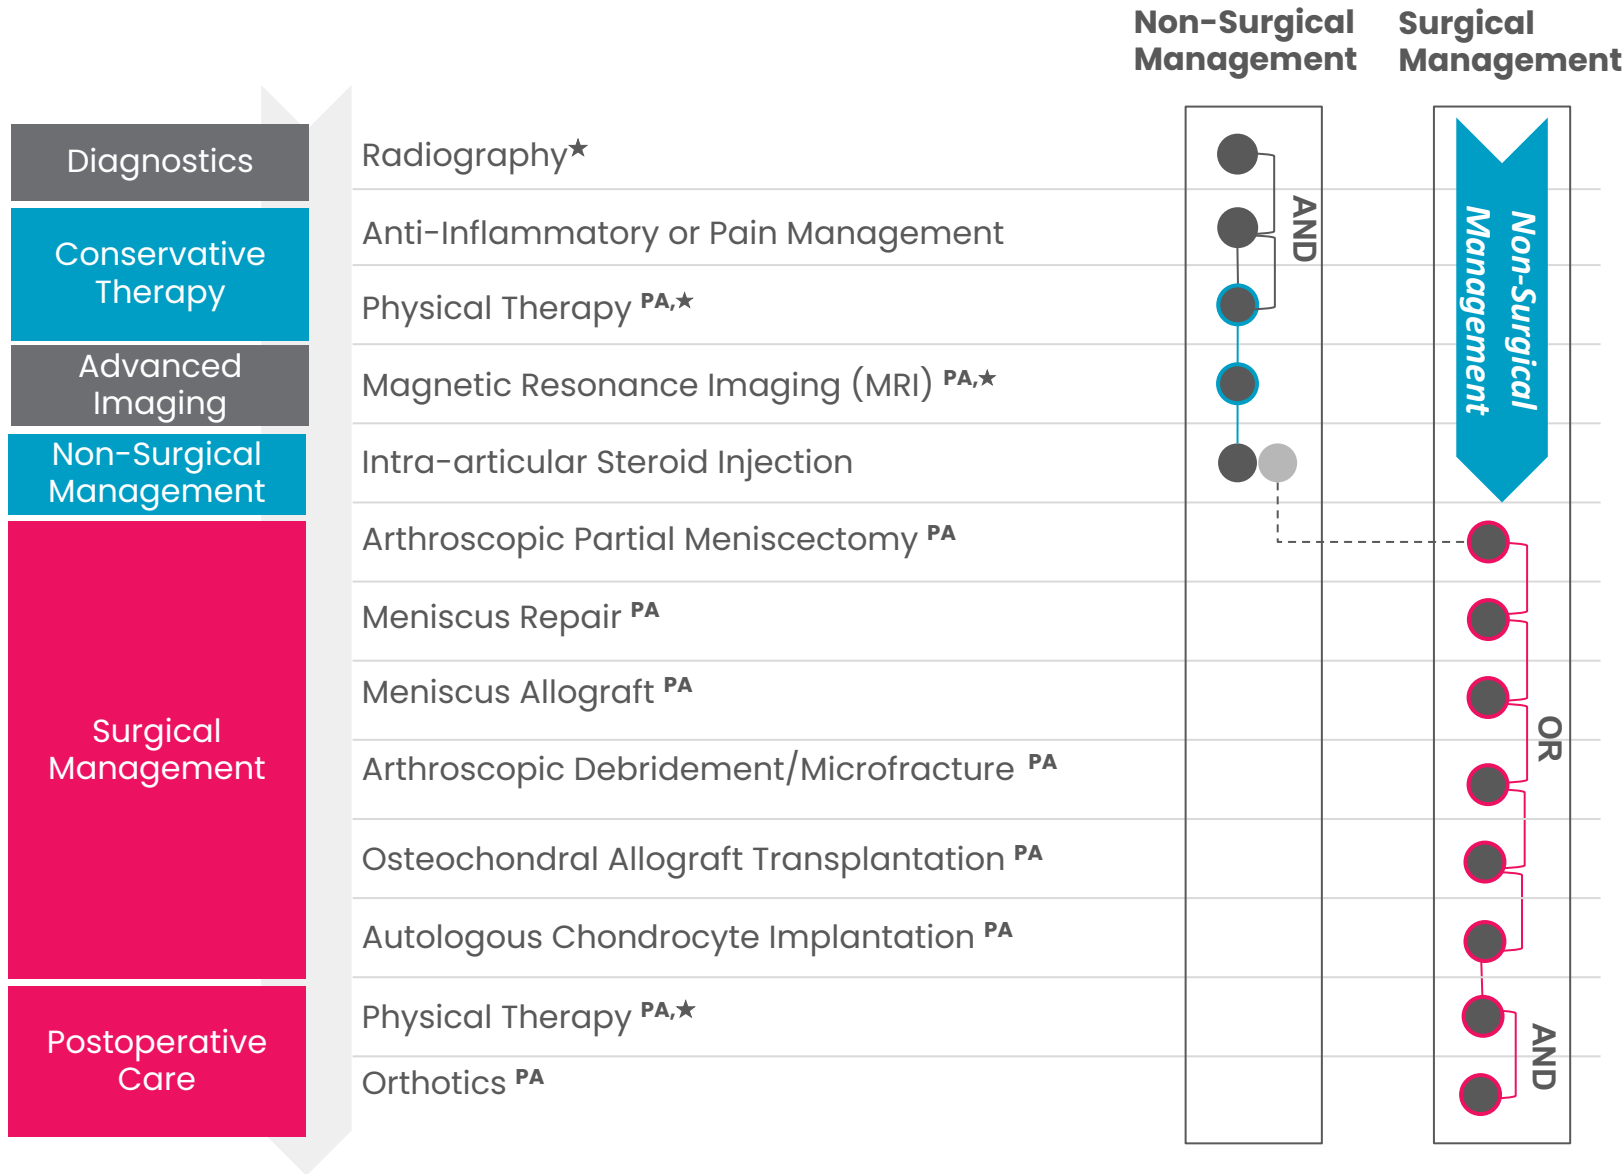 Non-Surgical
Management
Surgical
Management
Diagnostics
Radiography★
Conservative
Therapy
Anti-Inflammatory or Pain Management
Physical Therapy PA,★
AND
Non-Surgical
Management
Advanced
Imaging
Magnetic Resonance Imaging (MRI) PA,★
Non-Surgical
Management
Intra-articular Steroid Injection
Surgical
Management
Arthroscopic Partial Meniscectomy PA
Meniscus Repair PA
Meniscus Allograft PA
Arthroscopic Debridement/Microfracture PA
Osteochondral Allograft Transplantation PA
Autologous Chondrocyte Implantation PA
OR
Postoperative
Care
Physical Therapy PA,★
Orthotics PA
AND